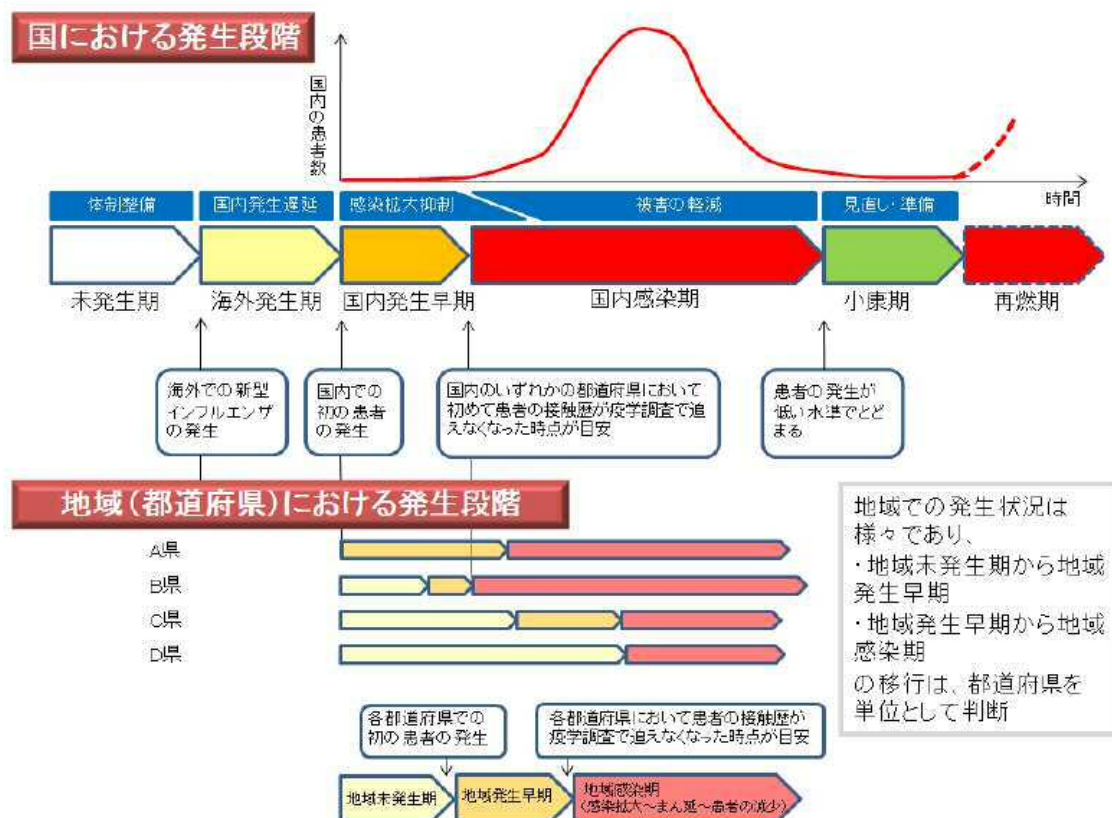 国における発生段階
国内の患者数
時間
体制整備
国内発生遅延
感染拡大抑制
被害の軽減
見直し・準備
未発生期
海外発生期
国内発生早期
国内感染期
小康期
再燃期
海外での新型
インフルエンザ
の発生
国内での
初の患者
の発生
国内のいずれかの都道府県において
初めて患者の接触歴が疫学調査で追
えなくなった時点が目安
患者の発生が
低い水準でとど
まる
地域(都道府県)における発生段階
A県
B県
C県
D県
地域での発生状況は
様々であり、
・地域未発生期から地域
発生早期
・地域発生早期から地域
感染期
の移行は、都道府県を
単位として判断
各都道府県での
初の患者の発生
各都道府県において患者の接触歴が
疫学調査で追えなくなった時点が目安
地域未発生期
地域発生早期
地域感染期
(感染拡大~まん延~患者の減少)